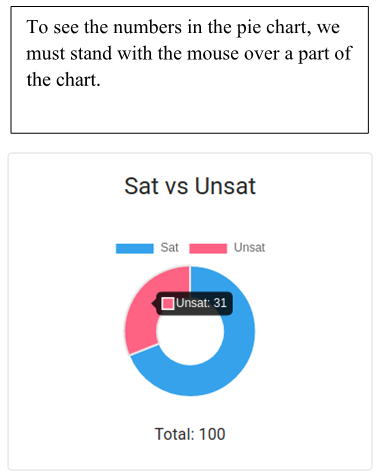 To see the numbers in the pie chart, we
must stand with the mouse over a part of
the chart.
Sat vs Unsat
Sat Unsat
Unsat: 31
Total: 100